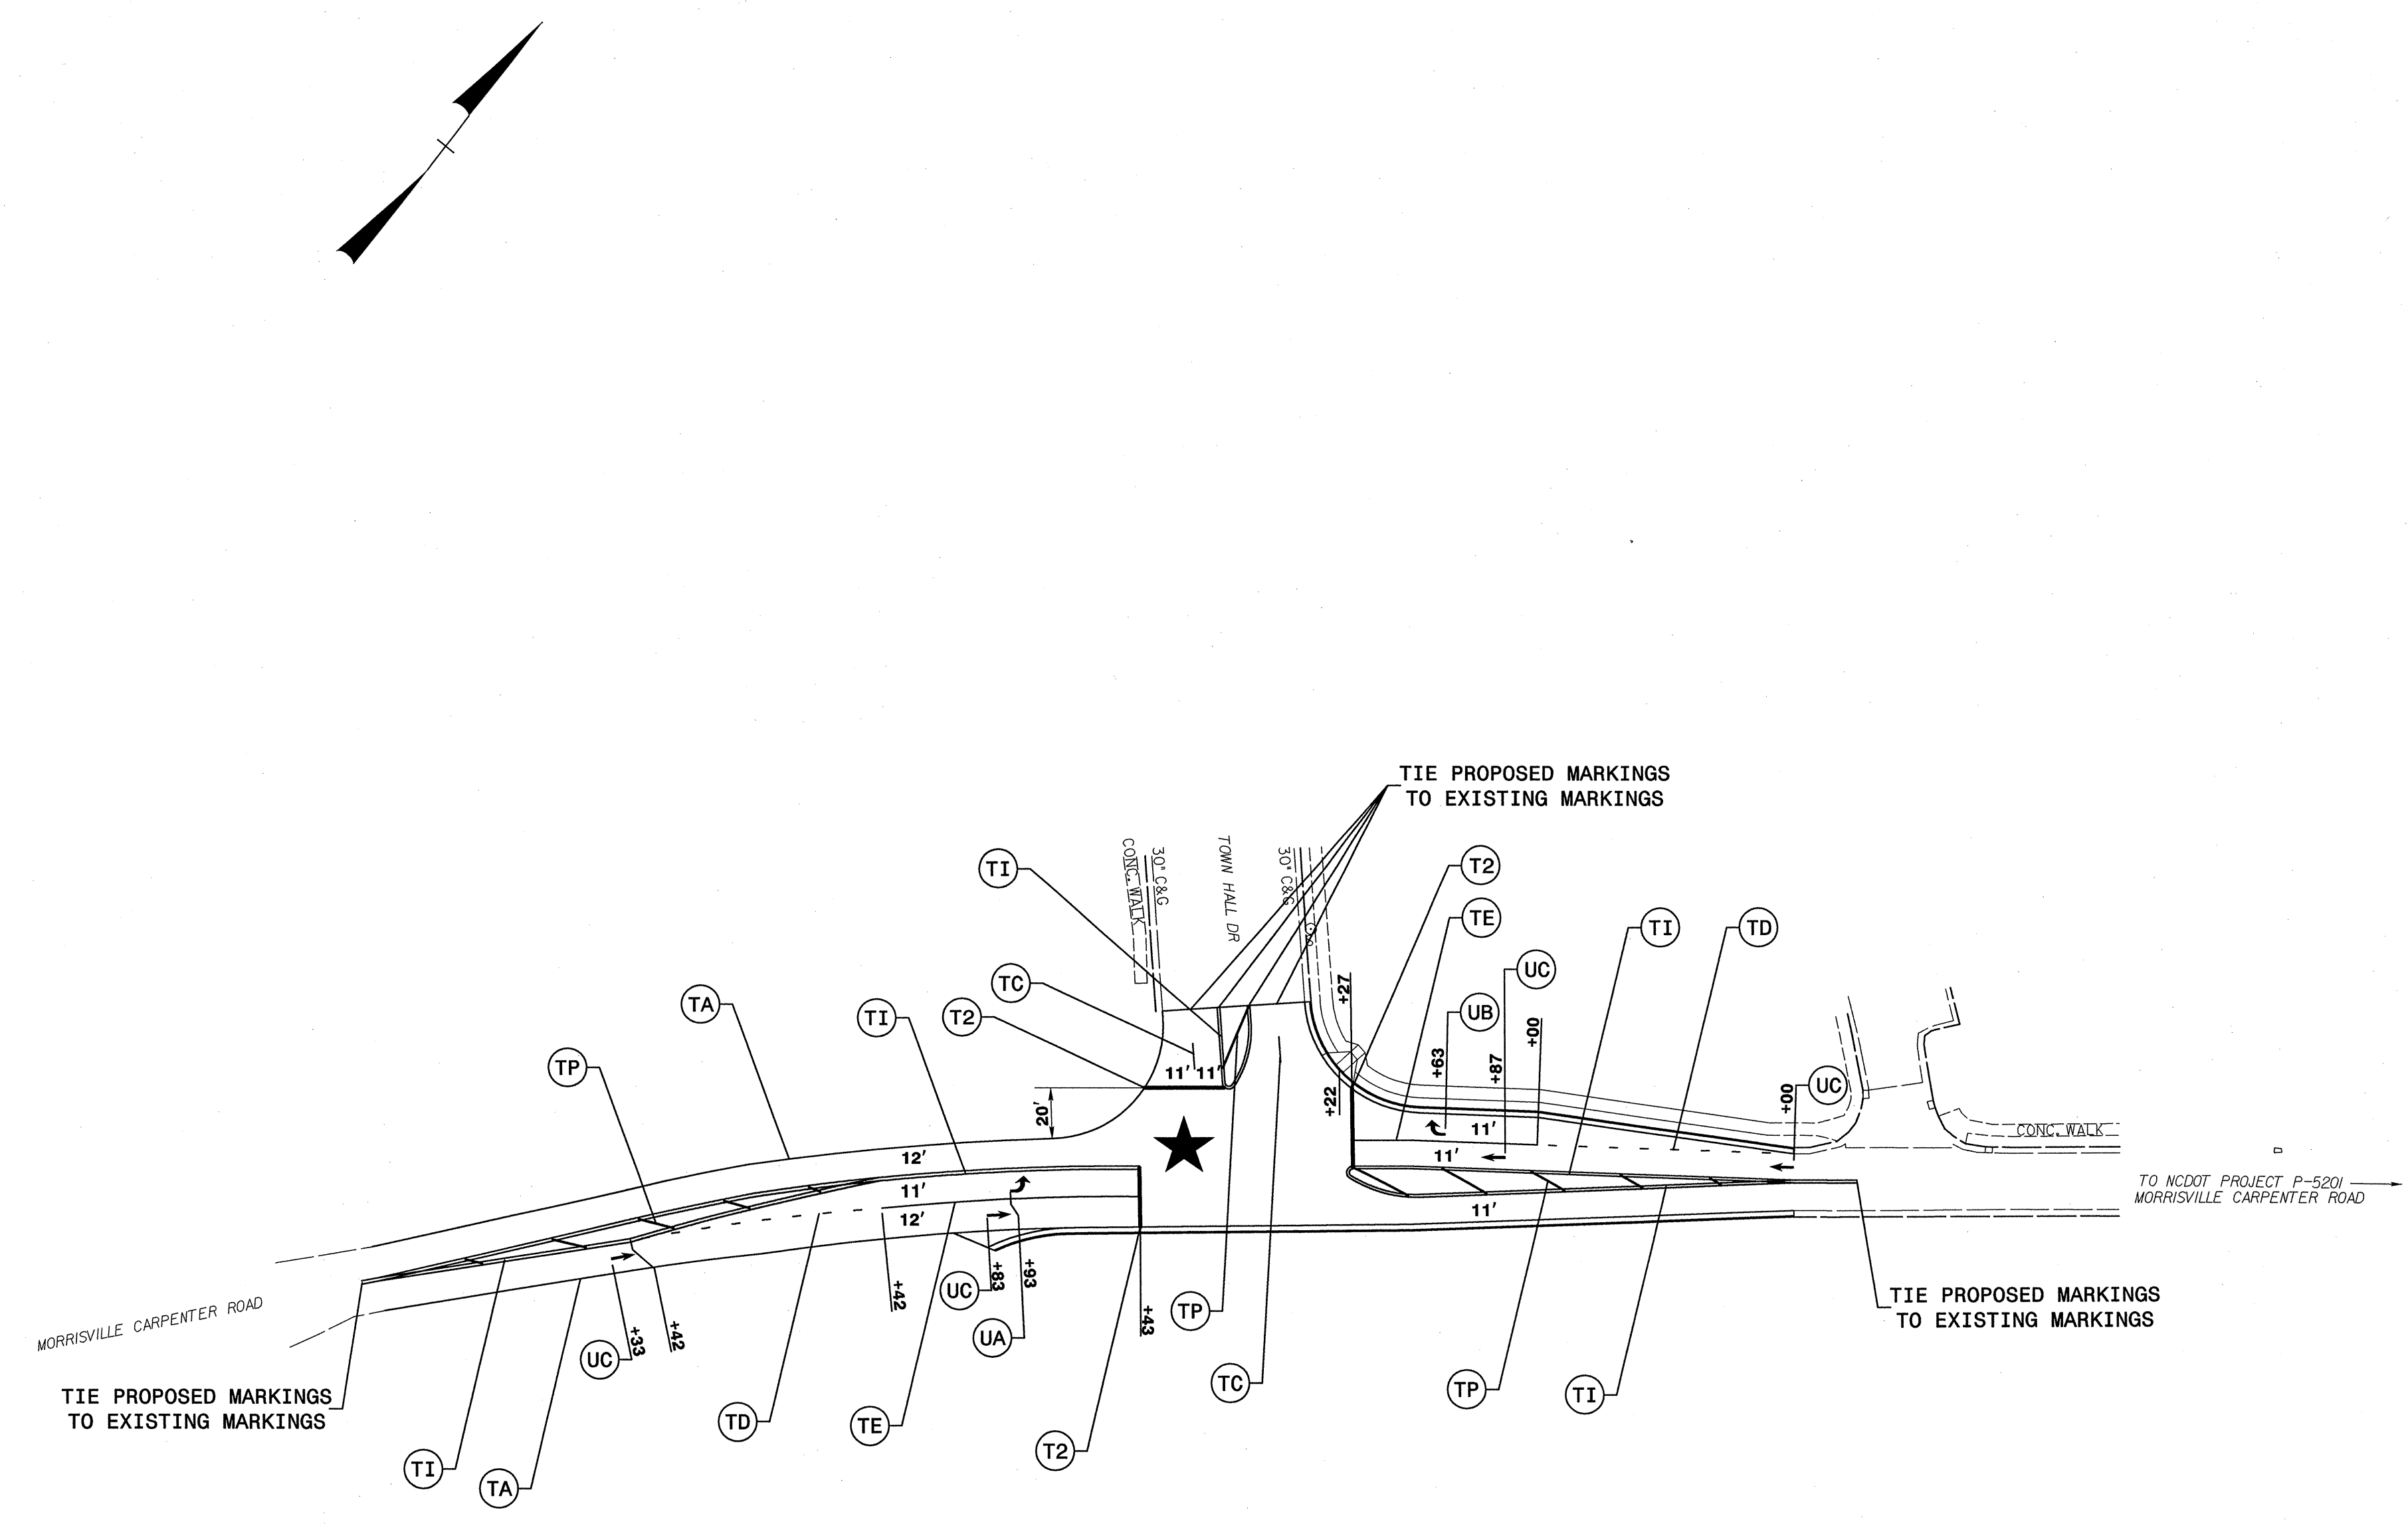 TIE PROPOSED MARKINGS
TO EXISTING MARKINGS
CONC. WALK
30" C&G
TOWN HALL DR
30" C&G
TI
T2
TE
TI
TD
TC
UC
TA
TI
T2
UB
+27
+63
+87
+00
TP
11' 11'
+22
+00
UC
20'
11'
CONC. WALK
12'
11'
TO NCDOT PROJECT P-5201
MORRISVILLE CARPENTER ROAD
11'
12'
11'
MORRISVILLE CARPENTER ROAD
UC
+83
+93
+42
TP
+43
UA
TIE PROPOSED MARKINGS
TO EXISTING MARKINGS
UC
+33
+42
TIE PROPOSED MARKINGS
TO EXISTING MARKINGS
TD
TE
TC
TP
TI
T2
TI
TA